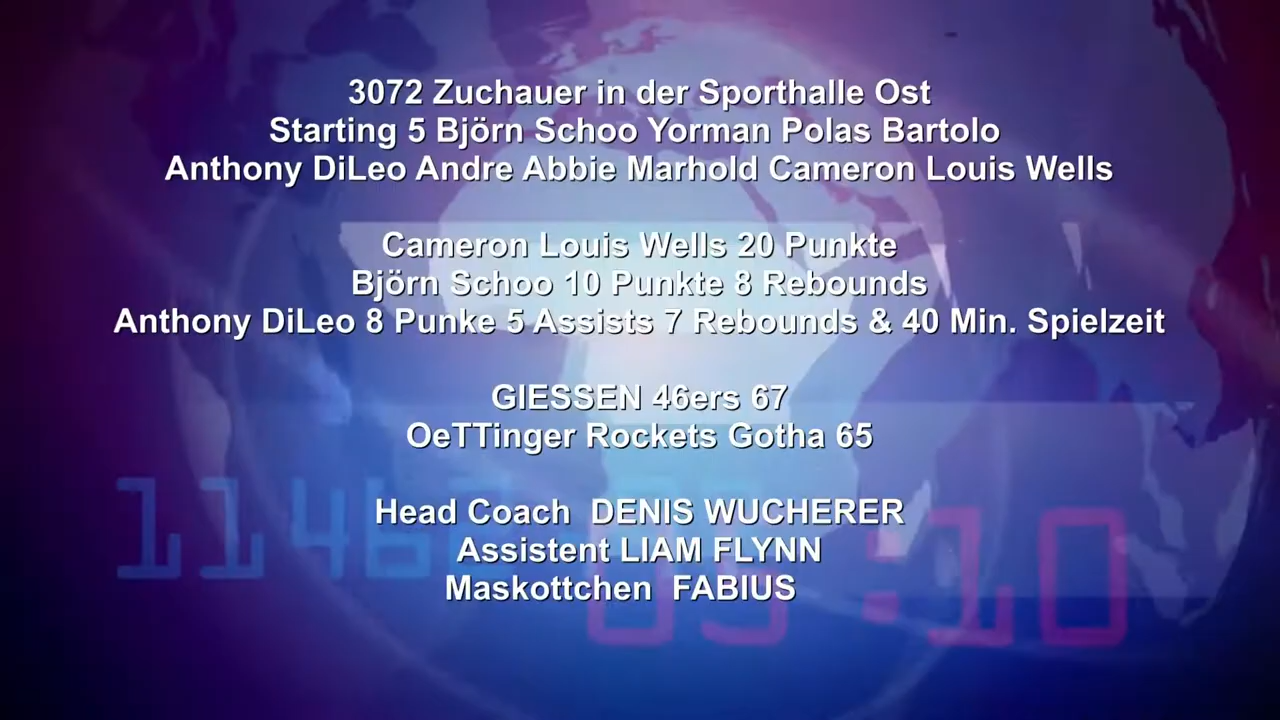 3072 Zuchauer in der Sporthalle Ost
Starting 5 Björn Schoo Yorman Polas Bartolo
Anthony DiLeo Andre Abbie Marhold Cameron Louis Wells
Cameron Louis Wells 20 Punkte
Björn Schoo 10 Punkte 8 Rebounds
Anthony DiLeo 8 Punke 5 Assists 7 Rebounds & 40 Min. Spielzeit
GIESSEN 46ers 67
OeTTinger Rockets Gotha 65
Head Coach DENIS WUCHERER
Assistent LIAM FLYNN
Maskottchen FABIUS